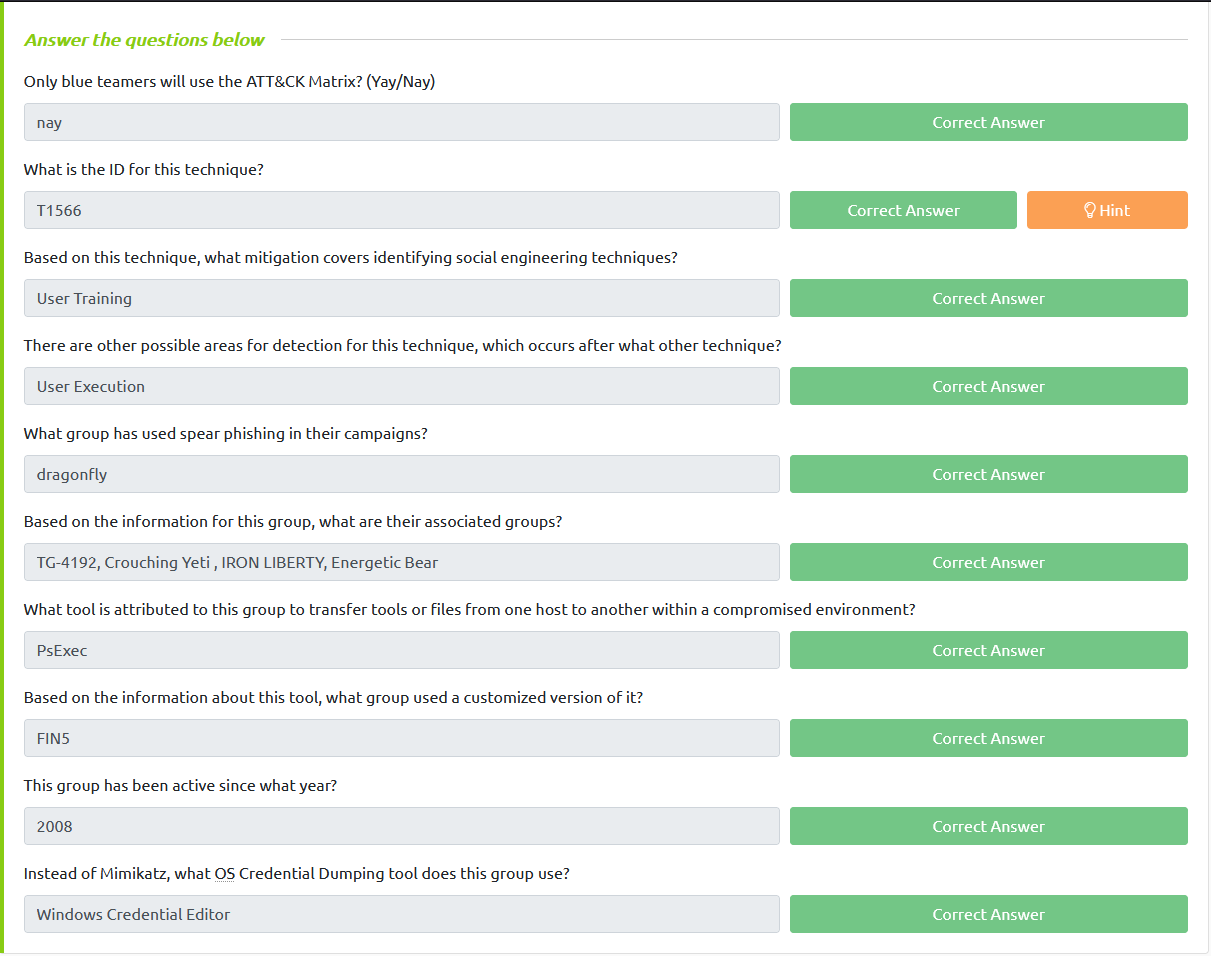 Answer the questions below
Only blue teamers will use the ATT&CK Matrix? (Yay/Nay)
nay
Correct Answer
What is the ID for this technique?
T1566
Correct Answer
Hint
Based on this technique, what mitigation covers identifying social engineering techniques?
User Training
Correct Answer
There are other possible areas for detection for this technique, which occurs after what other technique?
User Execution
Correct Answer
What group has used spear phishing in their campaigns?
dragonfly
Correct Answer
Based on the information for this group, what are their associated groups?
TG-4192, Crouching Yeti , IRON LIBERTY, Energetic Bear
Correct Answer
What tool is attributed to this group to transfer tools or files from one host to another within a compromised environment?
PsExec
Correct Answer
Based on the information about this tool, what group used a customized version of it?
FIN5
Correct Answer
This group has been active since what year?
2008
Correct Answer
Instead of Mimikatz, what OS Credential Dumping tool does this group use?
Windows Credential Editor
Correct Answer